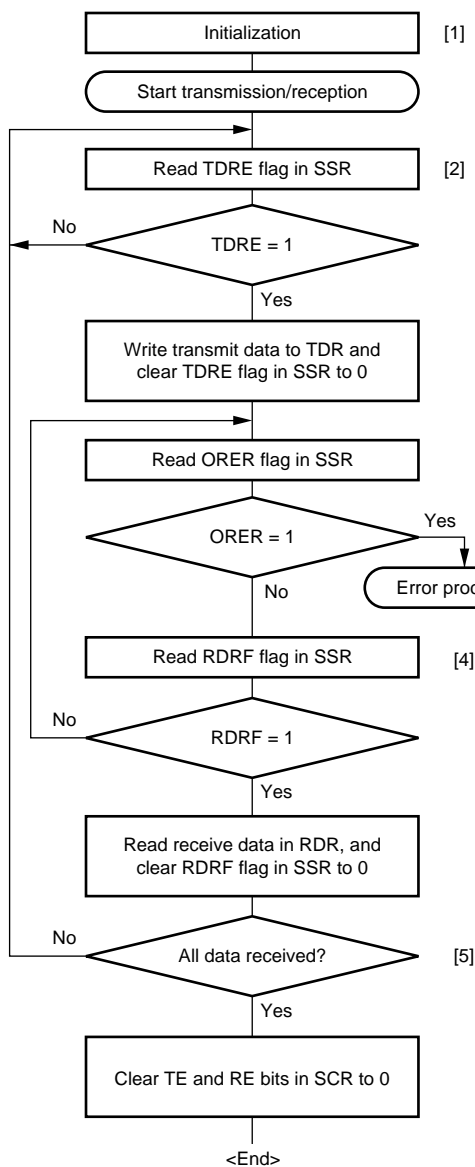 Initialization
[1]
Start transmission/reception
Read TDRE flag in SSR
[2]
No
TDRE = 1
Yes
Write transmit data to TDR and
clear TDRE flag in SSR to 0
Read ORER flag in SSR
ORER = 1
Yes
No
Error
Read RDRF flag in SSR
[4]
No
RDRF = 1
Yes
Read receive data in RDR, and
clear RDRF flag in SSR to 0
No
All data received?
[5]
Yes
Clear TE and RE bits in SCR to 0
<End>